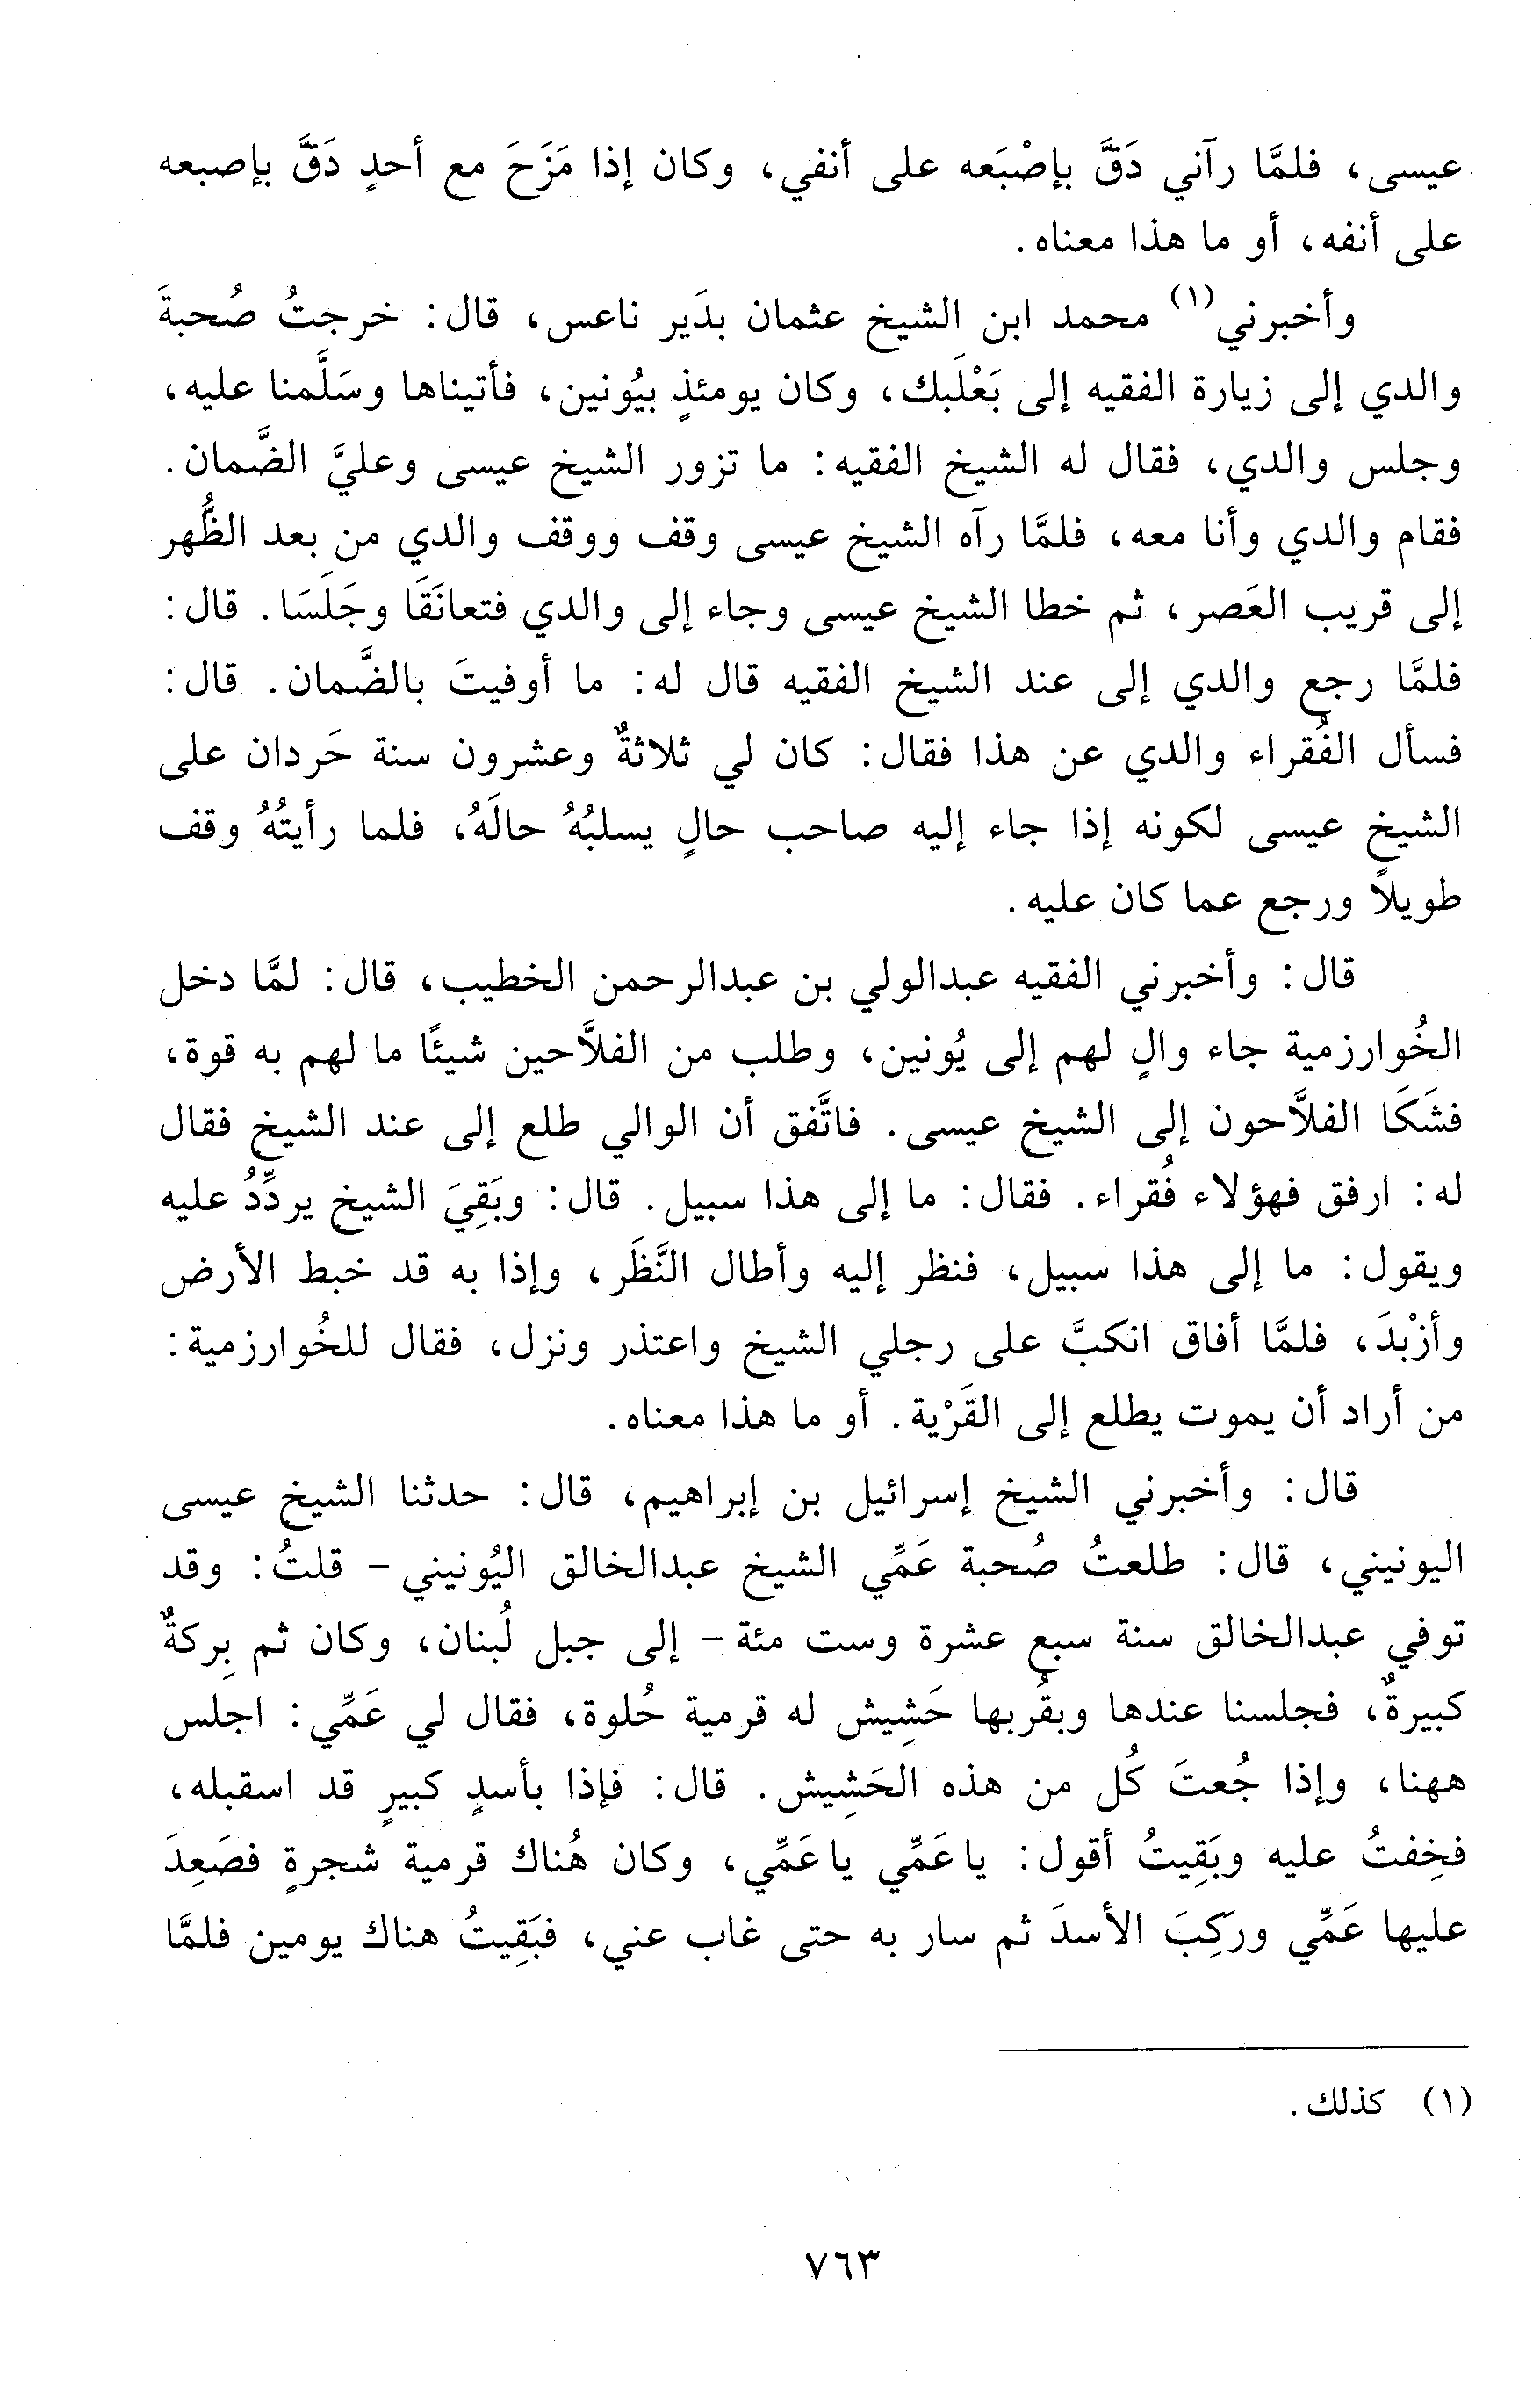 عيسى، فلمَّا رآني دَقَّ بإصْبَعه على أنفي، وكان إذا مَزَحَ مع أحدٍ دَقَّ بإصبعه
على أنفه، أو ما هذا معناه.
وأخبرني(١) محمد ابن الشيخ عثمان بدَير ناعس، قال: خرجتُ صُحبةَ
والدي إلى زيارة الفقيه إلى بَعْلَبك، وكان يومئذٍ بيُونين، فأتيناها وسَلَّمنا عليه،
وجلس والدي، فقال له الشيخ الفقيه: ما تزور الشيخ عيسى وعليَّ الضَّمان.
فقام والدي وأنا معه، فلمَّا رآه الشيخ عيسى وقف ووقف والدي من بعد الظُّهر
إلى قريب العَصر، ثم خطا الشيخ عيسى وجاء إلى والدي فتعانَقَا وجَلَسَا. قال:
فلمَّا رجع والدي إلى عند الشيخ الفقيه قال له: ما أوفيتَ بالضَّمان. قال:
فسأل الفُقراء والدي عن هذا فقال: كان لي ثلاثةٌ وعشرون سنة حَردان على
الشيخ عيسى لكونه إذا جاء إليه صاحب حالٍ يسلبُهُ حالَهُ، فلما رأيتُهُ وقف
طويلاً ورجع عما كان عليه.
قال: وأخبرني الفقيه عبدالولي بن عبدالرحمن الخطيب، قال: لمَّا دخل
الخُوارزمية جاء والٍ لهم إلى يُونين، وطلب من الفلاَّحين شيئًا ما لهم به قوة،
فشَكَا الفلاَّحون إلى الشيخ عيسى. فاتَّفق أن الوالي طلع إلى عند الشيخ فقال
له: ارفق فهؤلاء فُقراء. فقال: ما إلى هذا سبيل. قال: وبَقِيَ الشيخ يردِّدُ عليه
ويقول: ما إلى هذا سبيل، فنظر إليه وأطال النَّظَر، وإذا به قد خبط الأرض
وأزْبدَ، فلمَّا أفاق انكبَّ على رجلي الشيخ واعتذر ونزل، فقال للخُوارزمية:
من أراد أن يموت يطلع إلى القَرْية. أو ما هذا معناه.
قال: وأخبرني الشيخ إسرائيل بن إبراهيم، قال: حدثنا الشيخ عيسى
اليونيني، قال: طلعتُ صُحبة عَمِّي الشيخ عبدالخالق اليُونيني - قلتُ: وقد
توفي عبدالخالق سنة سبع عشرة وست مئة - إلى جبل لُبنان، وكان ثم بِركةٌ
كبيرةٌ، فجلسنا عندها وبقُربها حَشِيش له قرمية حُلوة، فقال لي عَمِّي: اجلس
ههنا، وإذا جُعتَ كُل من هذه الحَشِيش. قال: فإذا بأسدٍ كبيرٍ قد اسقبله،
فخِفتُ عليه وبَقِيتُ أقول: ياعَمِّي ياعَمِّي، وكان هُناك قرمية شجرةٍ فصَعِدَ
عليها عَمِّي ورَكِبَ الأسدَ ثم سار به حتى غاب عني، فبَقِيتُ هناك يومين فلمَّا
(١) كذلك.
٧٦٣